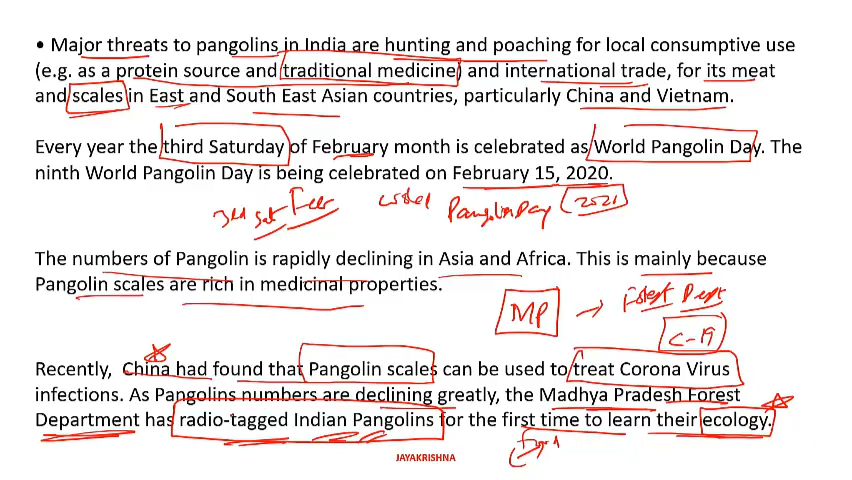 • Major threats to pangolins in India are hunting and poaching for local consumptive use
(e.g. as a protein source and traditional medicine) and international trade, for its meat
and scales in East and South East Asian countries, particularly China and Vietnam.
Every year the third Saturday of February month is celebrated as World Pangolin Day. The
ninth World Pangolin Day is being celebrated on February 15, 2020.
3rd Sat Feb Pangolin Day 2021
The numbers of Pangolin is rapidly declining in Asia and Africa. This is mainly because
Pangolin scales are rich in medicinal properties.
MP → Forest Dept
C-19
Recently, China had found that Pangolin scales can be used to treat Corona Virus
infections. As Pangolins numbers are declining greatly, the Madhya Pradesh Forest
Department has radio-tagged Indian Pangolins for the first time to learn their ecology.
JAYAKRISHNA